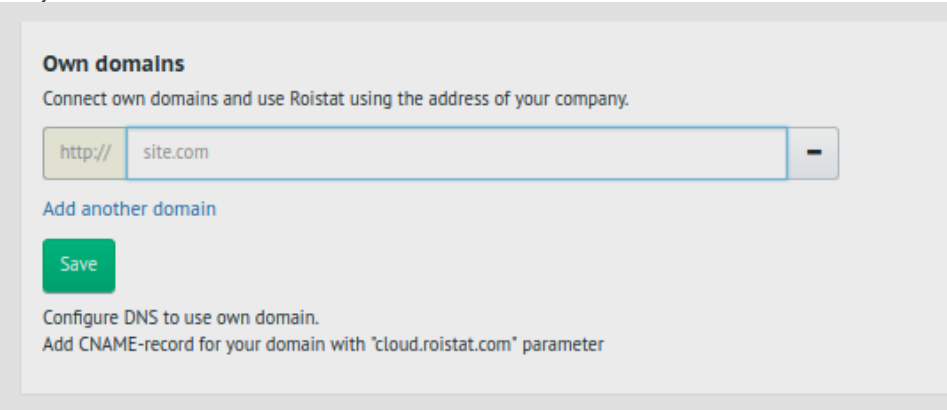 Own domains
Connect own domains and use Roistat using the address of your company.
http:// site.com
Add another domain
Save
Configure DNS to use own domain.
Add CNAME-record for your domain with "cloud.roistat.com" parameter